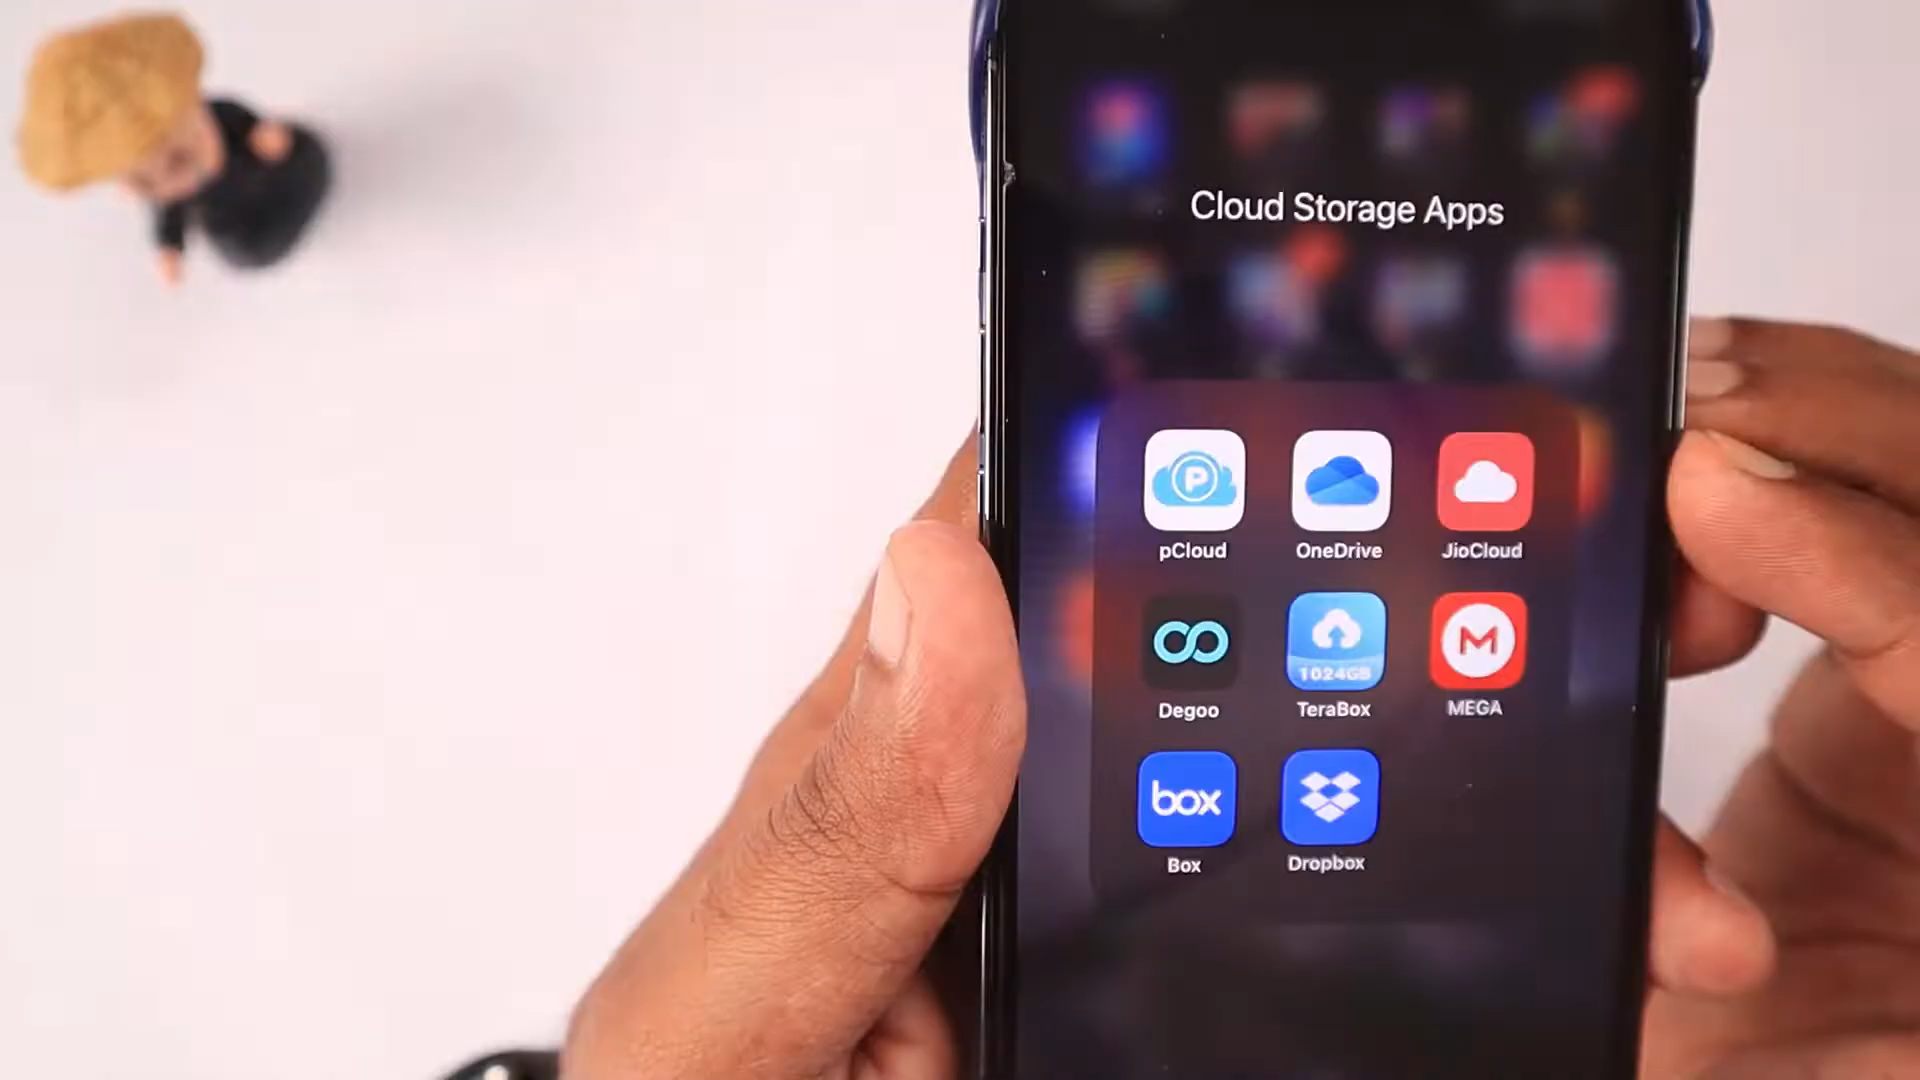 Cloud Storage Apps
P
pCloud OneDrive JioCloud
1024GB
M
Degoo TeraBox MEGA
box
Box Dropbox